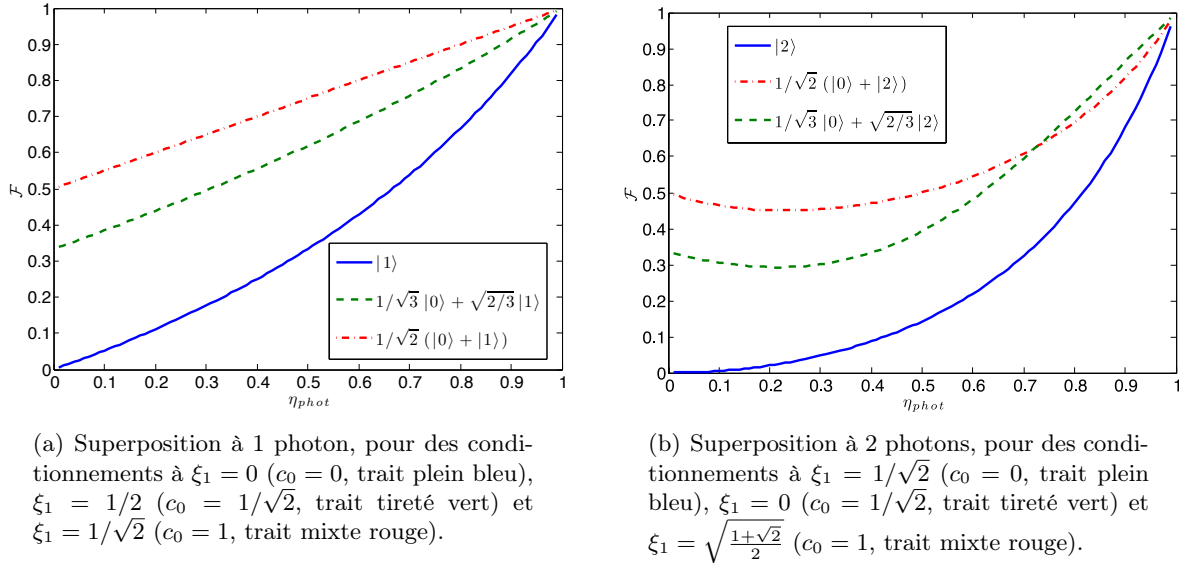 1
0.9
0.8
0.7
0.6
0.5
0.4
0.3
0.2
0.1
0
ℱ
0 0.1 0.2 0.3 0.4 0.5 0.6 0.7 0.8 0.9 1
η_phot
|1⟩
1/√3 |0⟩ + √2/3 |1⟩
1/√2 (|0⟩ + |1⟩)
1
0.9
0.8
0.7
0.6
0.5
0.4
0.3
0.2
0.1
0
ℱ
0.1 0.2 0.3 0.4 0.5 0.6 0.7 0.8 0.9 1
η_phot
|2⟩
1/√2 (|0⟩ + |2⟩)
1/√3 |0⟩ + √2/3 |2⟩
(a) Superposition à 1 photon, pour des condi-
tionnements à ξ₁ = 0 (c₀ = 0, trait plein bleu),
ξ₁ = 1/2 (c₀ = 1/√2, trait tireté vert) et
ξ₁ = 1/√2 (c₀ = 1, trait mixte rouge).
(b) Superposition à 2 photons, pour des condi-
tionnements à ξ₁ = 1/√2 (c₀ = 0, trait plein
bleu), ξ₁ = 0 (c₀ = 1/√2, trait tireté vert) et
ξ₁ = √((1+√2)/2) (c₀ = 1, trait mixte rouge).